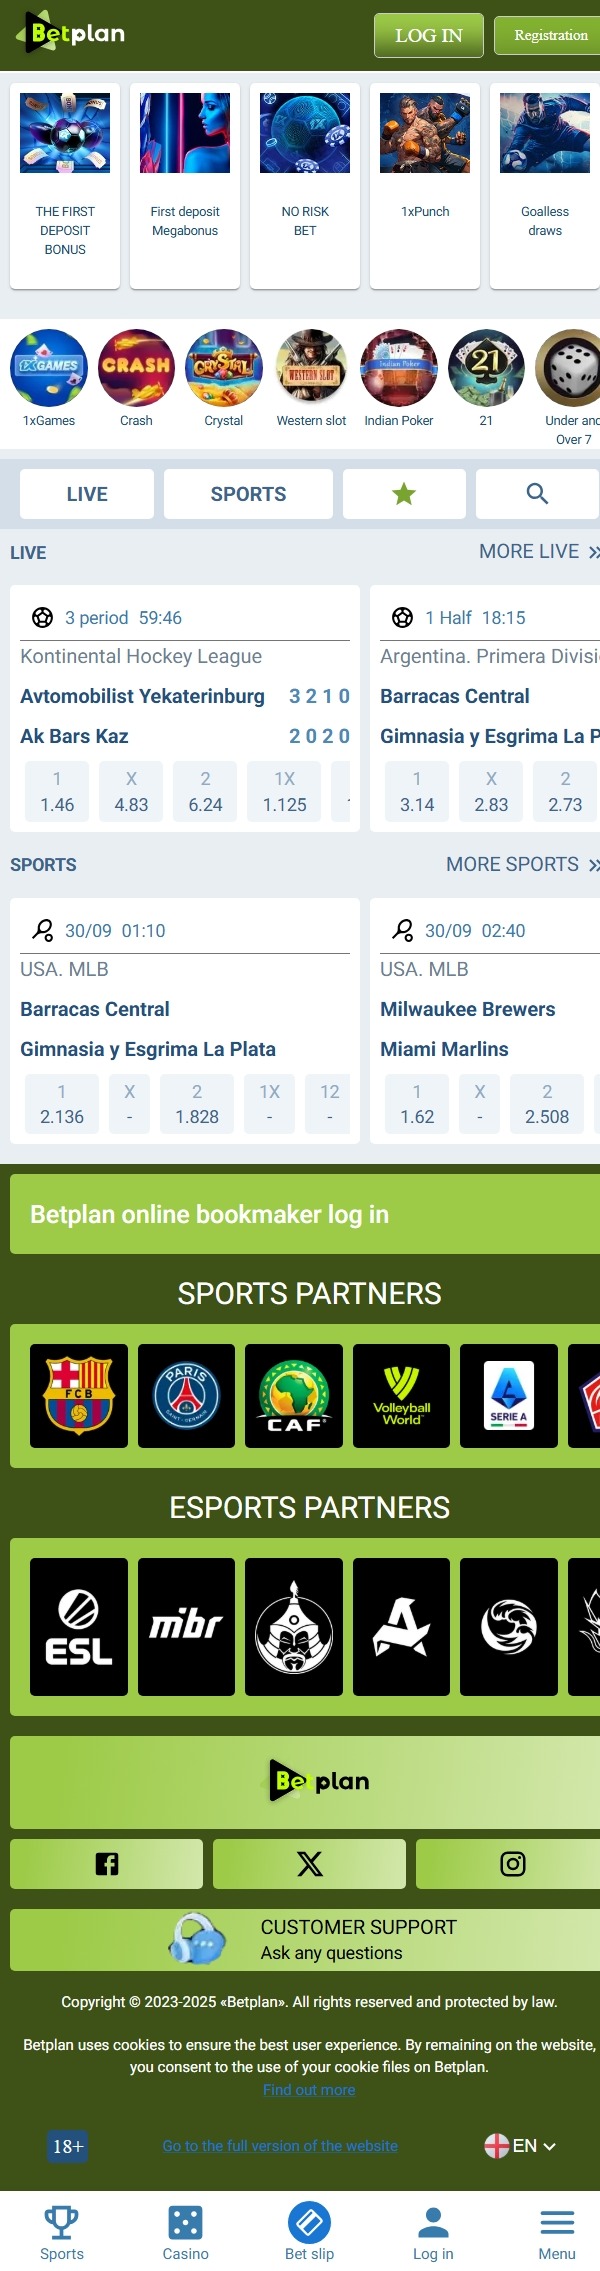 Betplan
LOG IN
Registration
THE FIRST
DEPOSIT
BONUS
First deposit
Megabonus
NO RISK
BET
1xPunch
Goalless
draws
1XGAMES
CRASH
CRYSTAL
WESTERN SLOT
Indian Poker
21
1xGames
Crash
Crystal
Western slot
Indian Poker
21
Under and
Over 7
LIVE
SPORTS
LIVE
MORE LIVE
3 period 59:46
Kontinental Hockey League
Avtomobilist Yekaterinburg 3 2 1 0
Ak Bars Kaz 2 0 2 0
1 X 2 1X
1.46 4.83 6.24 1.125
1 Half 18:15
Argentina. Primera Divisi
Barracas Central
Gimnasia y Esgrima La P
1 X 2
3.14 2.83 2.73
SPORTS
MORE SPORTS
30/09 01:10
USA. MLB
Barracas Central
Gimnasia y Esgrima La Plata
1 X 2 1X 12
2.136 - 1.828 - -
30/09 02:40
USA. MLB
Milwaukee Brewers
Miami Marlins
1 X 2
1.62 - 2.508
Betplan online bookmaker log in
SPORTS PARTNERS
FCB
PARIS
SAINT-GERMAIN
CAF
Volleyball
World
SERIE A
ESPORTS PARTNERS
ESL
mibr
Betplan
CUSTOMER SUPPORT
Ask any questions
Copyright © 2023-2025 «Betplan». All rights reserved and protected by law.
Betplan uses cookies to ensure the best user experience. By remaining on the website,
you consent to the use of your cookie files on Betplan.
Find out more
18+
Go to the full version of the website
EN
Sports
Casino
Bet slip
Log in
Menu